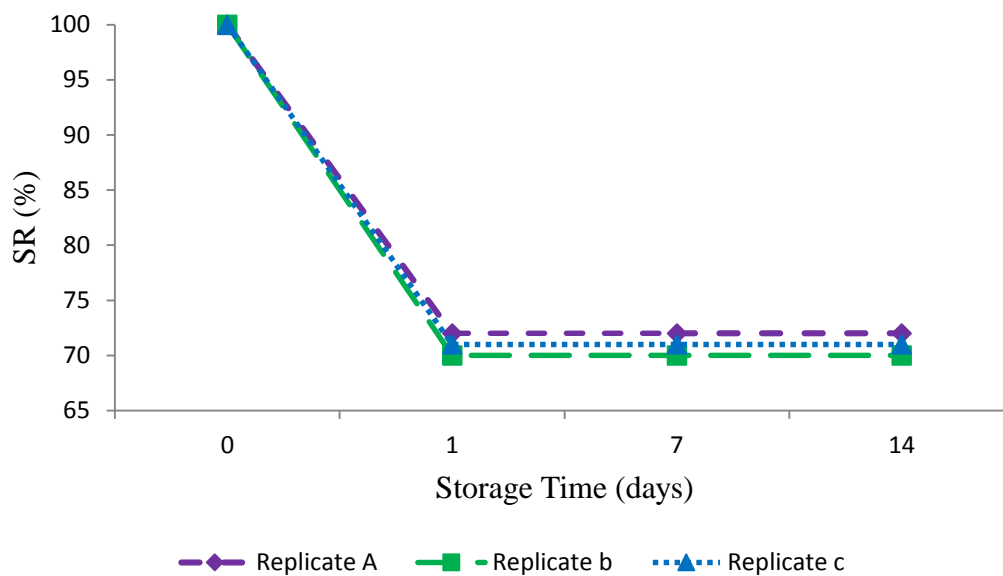 100
95
90
85
80
75
70
65
SR (%)
0 1 7 14
Storage Time (days)
Replicate A Replicate b Replicate c